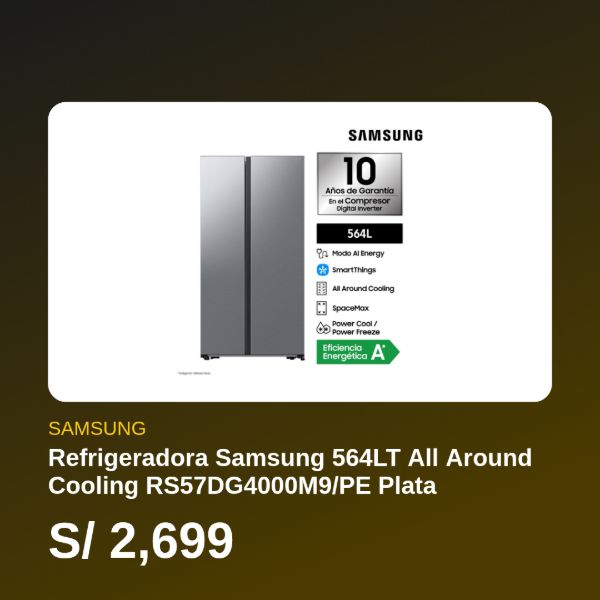 SAMSUNG
10
Años de Garantía
En el Compresor
Digital Inverter
564L
Modo AI Energy
SmartThings
All Around Cooling
SpaceMax
Power Cool /
Power Freeze
Eficiencia
Energética A*
SAMSUNG
Refrigeradora Samsung 564LT All Around
Cooling RS57DG4000M9/PE Plata
S/ 2,699